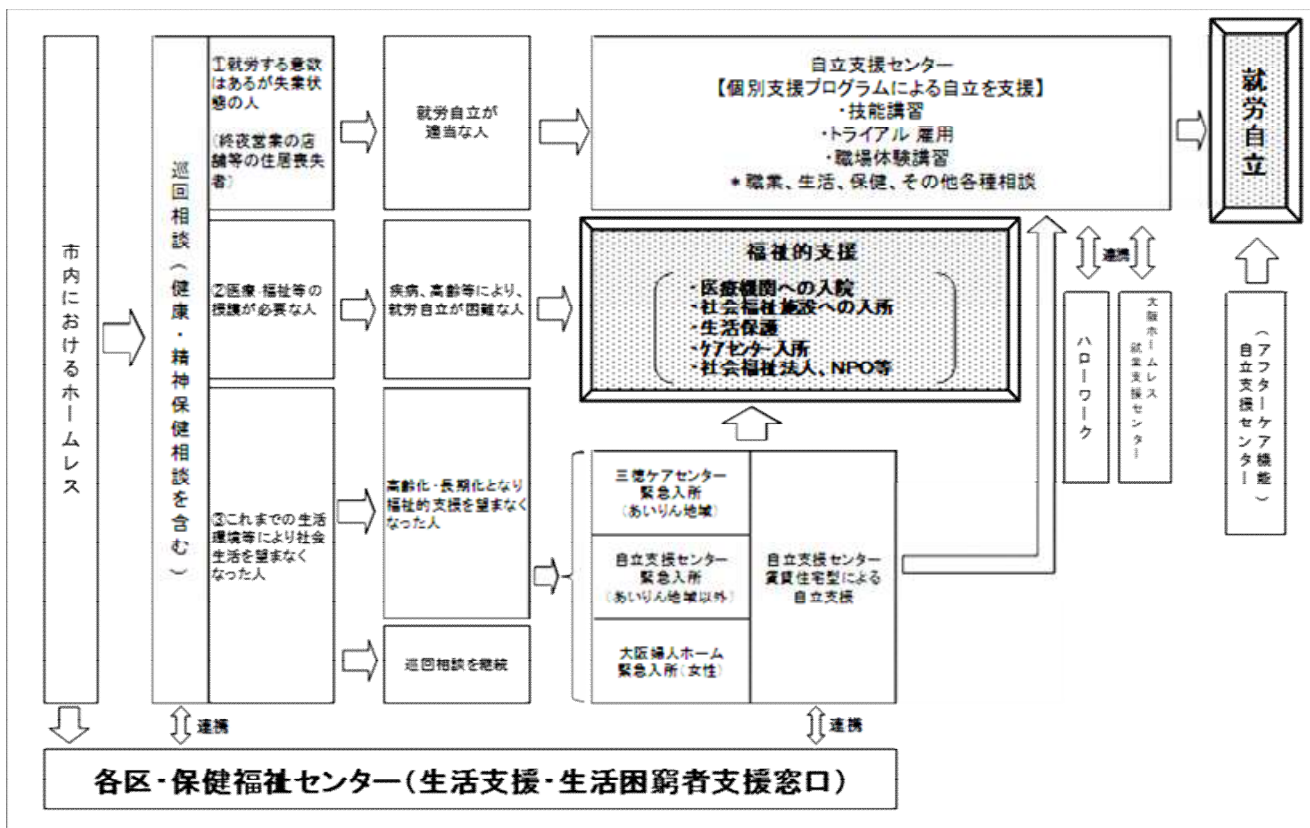 市内におけるホームレス
巡回相談(健康・精神保健相談を含む)
①就労する意欲
はあるが失業状
態の人
(終夜営業の店
舗等の住居喪失
者)
就労自立が
適当な人
自立支援センター
【個別支援プログラムによる自立を支援】
・技能講習
・トライアル 雇用
・職場体験講習
＊職業、生活、保健、その他各種相談
就労自立
②医療・福祉等の
援護が必要な人
疾病、高齢等により、
就労自立が困難な人
福祉的支援
・医療機関への入院
・社会福祉施設への入所
・生活保護
・ケアセンター入所
・社会福祉法人、NPO等
連携
ハローワーク
大阪ホームレス
就業支援センター
自立支援センター
(アフターケア機能)
③これまでの生活
環境等により社会
生活を望まなく
なった人
高齢化・長期化となり
福祉的支援を望まなく
なった人
巡回相談を継続
三徳ケアセンター
緊急入所
(あいりん地域)
自立支援センター
緊急入所
(あいりん地域以外)
大阪婦人ホーム
緊急入所(女性)
自立支援センター
賃貸住宅型による
自立支援
連携
連携
各区・保健福祉センター(生活支援・生活困窮者支援窓口)